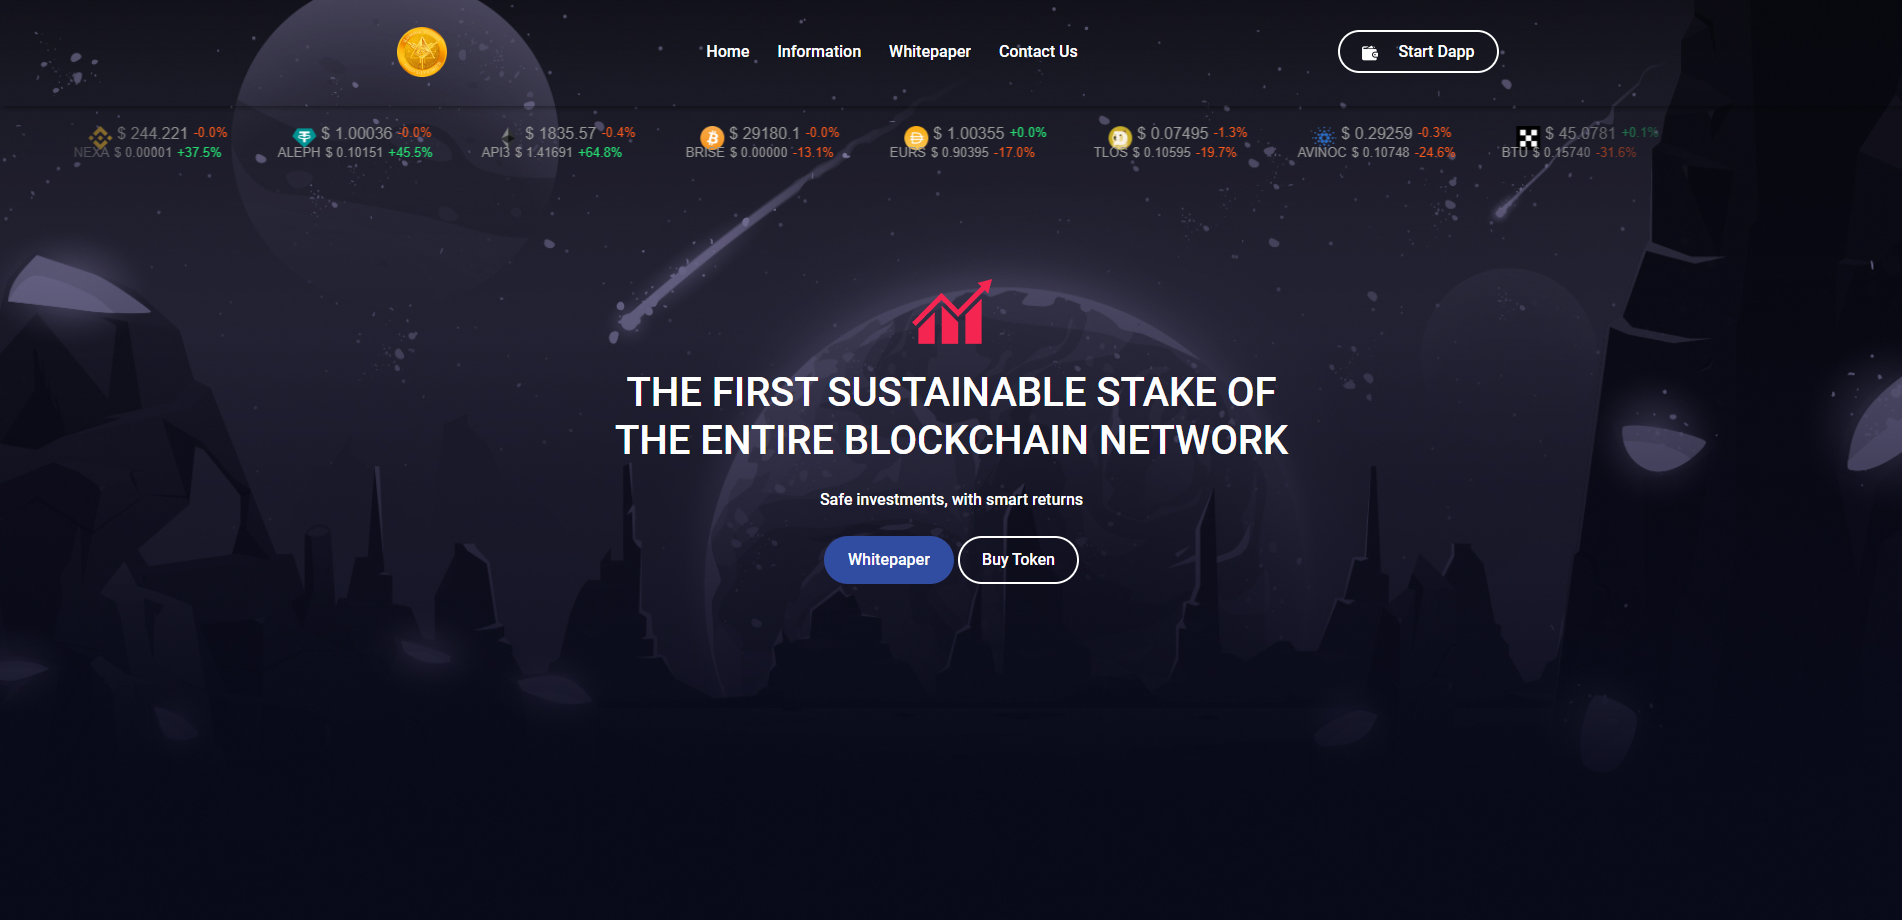 Home Information Whitepaper Contact Us Start Dapp
$ 244.221 -0.0% $ 1.00036 -0.0% $ 1835.57 -0.4% $ 29180.1 -0.0% $ 1.00355 +0.0% $ 0.07495 -1.3% $ 0.29259 -0.3% $ 45.0781 +0.1%
NEXA $ 0.00001 +37.5% ALEPH $ 0.10151 +45.5% API3 $ 1.41691 +64.8% BRISE $ 0.00000 -13.1% EURS $ 0.90395 -17.0% TLOS $ 0.10595 -19.7% AVINOC $ 0.10748 -24.6% BTU $ 0.15740 -31.6%
THE FIRST SUSTAINABLE STAKE OF
THE ENTIRE BLOCKCHAIN NETWORK
Safe investments, with smart returns
Whitepaper Buy Token